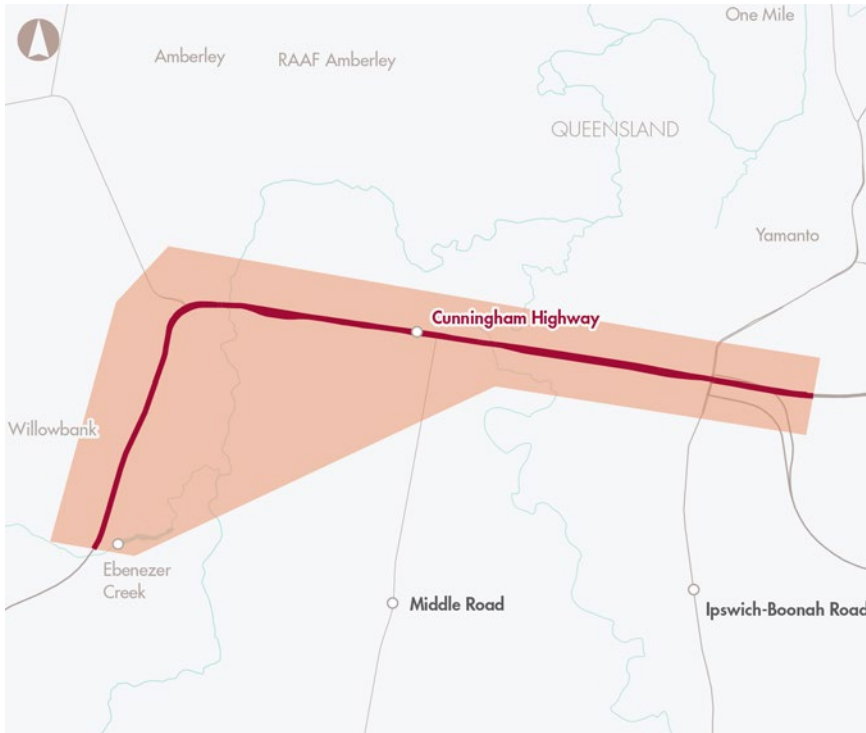 One Mile
Amberley
RAAF Amberley
QUEENSLAND
Yamanto
Cunningham Highway
Willowbank
Ebenezer
Creek
Middle Road
Ipswich-Boonah Road